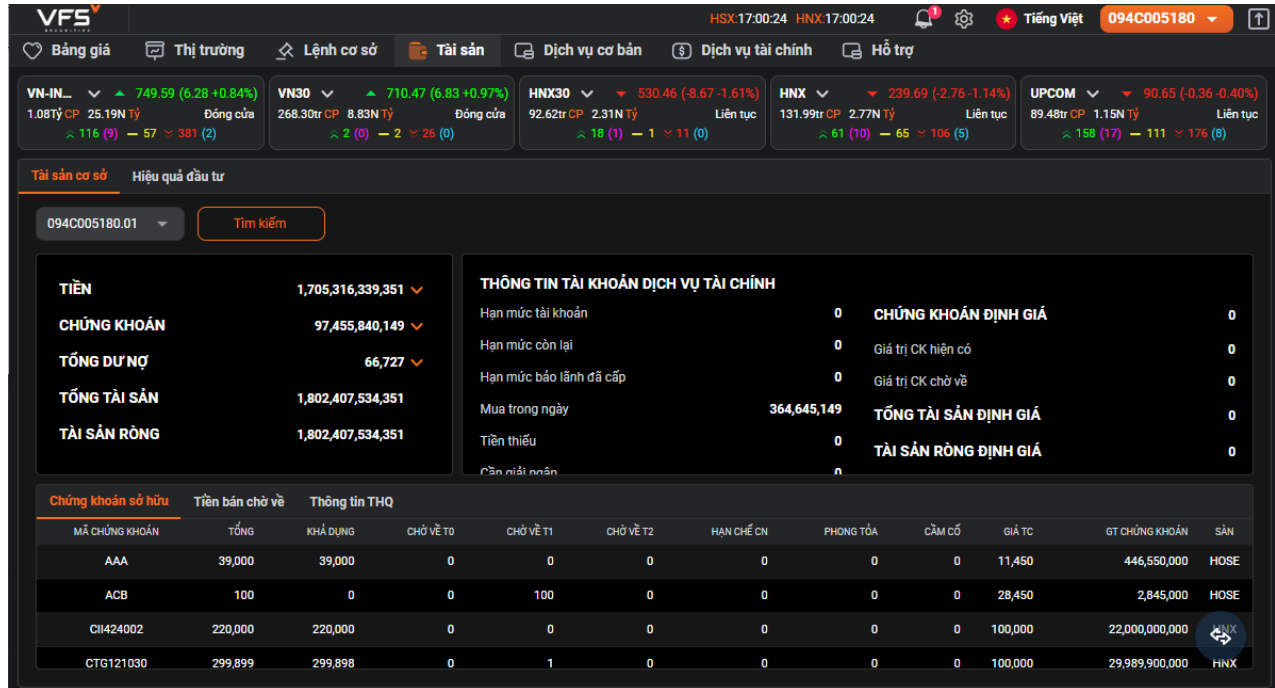 VFS
SECURITIES
HSX:17:00:24 HNX:17:00:24 1 Tiếng Việt 094C005180
Bảng giá Thị trường Lệnh cơ sở Tài sản Dịch vụ cơ bản Dịch vụ tài chính Hỗ trợ
VN-IN... 749.59 (6.28 +0.84%) VN30 710.47 (6.83 +0.97%) HNX30 530.46 (-8.67 -1.61%) HNX 239.69 (-2.76 -1.14%) UPCOM 90.65 (-0.36 -0.40%)
1.08Tỷ CP 25.19N Tỷ Đóng cửa 268.30tr CP 8.83N Tỷ Đóng cửa 92.62tr CP 2.31N Tỷ Liên tục 131.99tr CP 2.77N Tỷ Liên tục 89.48tr CP 1.15N Tỷ Liên tục
116 (9) 57 381 (2) 2 (0) 2 26 (0) 18 (1) 1 11 (0) 61 (10) 65 106 (5) 158 (17) 111 176 (8)
Tài sản cơ sở Hiệu quả đầu tư
094C005180.01 Tìm kiếm
TIỀN 1,705,316,339,351
CHỨNG KHOÁN 97,455,840,149
TỔNG DƯ NỢ 66,727
TỔNG TÀI SẢN 1,802,407,534,351
TÀI SẢN RÒNG 1,802,407,534,351
THÔNG TIN TÀI KHOẢN DỊCH VỤ TÀI CHÍNH
Hạn mức tài khoản 0
Hạn mức còn lại 0
Hạn mức bảo lãnh đã cấp 0
Mua trong ngày 364,645,149
Tiền thiếu 0
Cần giải ngân 0
CHỨNG KHOÁN ĐỊNH GIÁ 0
Giá trị CK hiện có 0
Giá trị CK chờ về 0
TỔNG TÀI SẢN ĐỊNH GIÁ 0
TÀI SẢN RÒNG ĐỊNH GIÁ 0
Chứng khoán sở hữu Tiền bán chờ về Thông tin THQ
MÃ CHỨNG KHOÁN TỔNG KHẢ DỤNG CHỜ VỀ T0 CHỜ VỀ T1 CHỜ VỀ T2 HẠN CHẾ CN PHONG TỎA CẦM CỐ GIÁ TC GT CHỨNG KHOÁN SÀN
AAA 39,000 39,000 0 0 0 0 0 0 11,450 446,550,000 HOSE
ACB 100 0 0 100 0 0 0 0 28,450 2,845,000 HOSE
CII424002 220,000 220,000 0 0 0 0 0 0 100,000 22,000,000,000 HNX
CTG121030 299,899 299,898 0 1 0 0 0 0 100,000 29,989,900,000 HNX